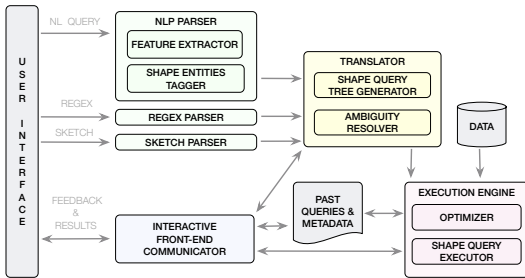 USER INTERFACE
NL QUERY
NLP PARSER
FEATURE EXTRACTOR
SHAPE ENTITIES
TAGGER
REGEX
REGEX PARSER
SKETCH
SKETCH PARSER
TRANSLATOR
SHAPE QUERY
TREE GENERATOR
AMBIGUITY
RESOLVER
DATA
FEEDBACK
& RESULTS
INTERACTIVE
FRONT-END
COMMUNICATOR
PAST
QUERIES &
METADATA
EXECUTION ENGINE
OPTIMIZER
SHAPE QUERY
EXECUTOR